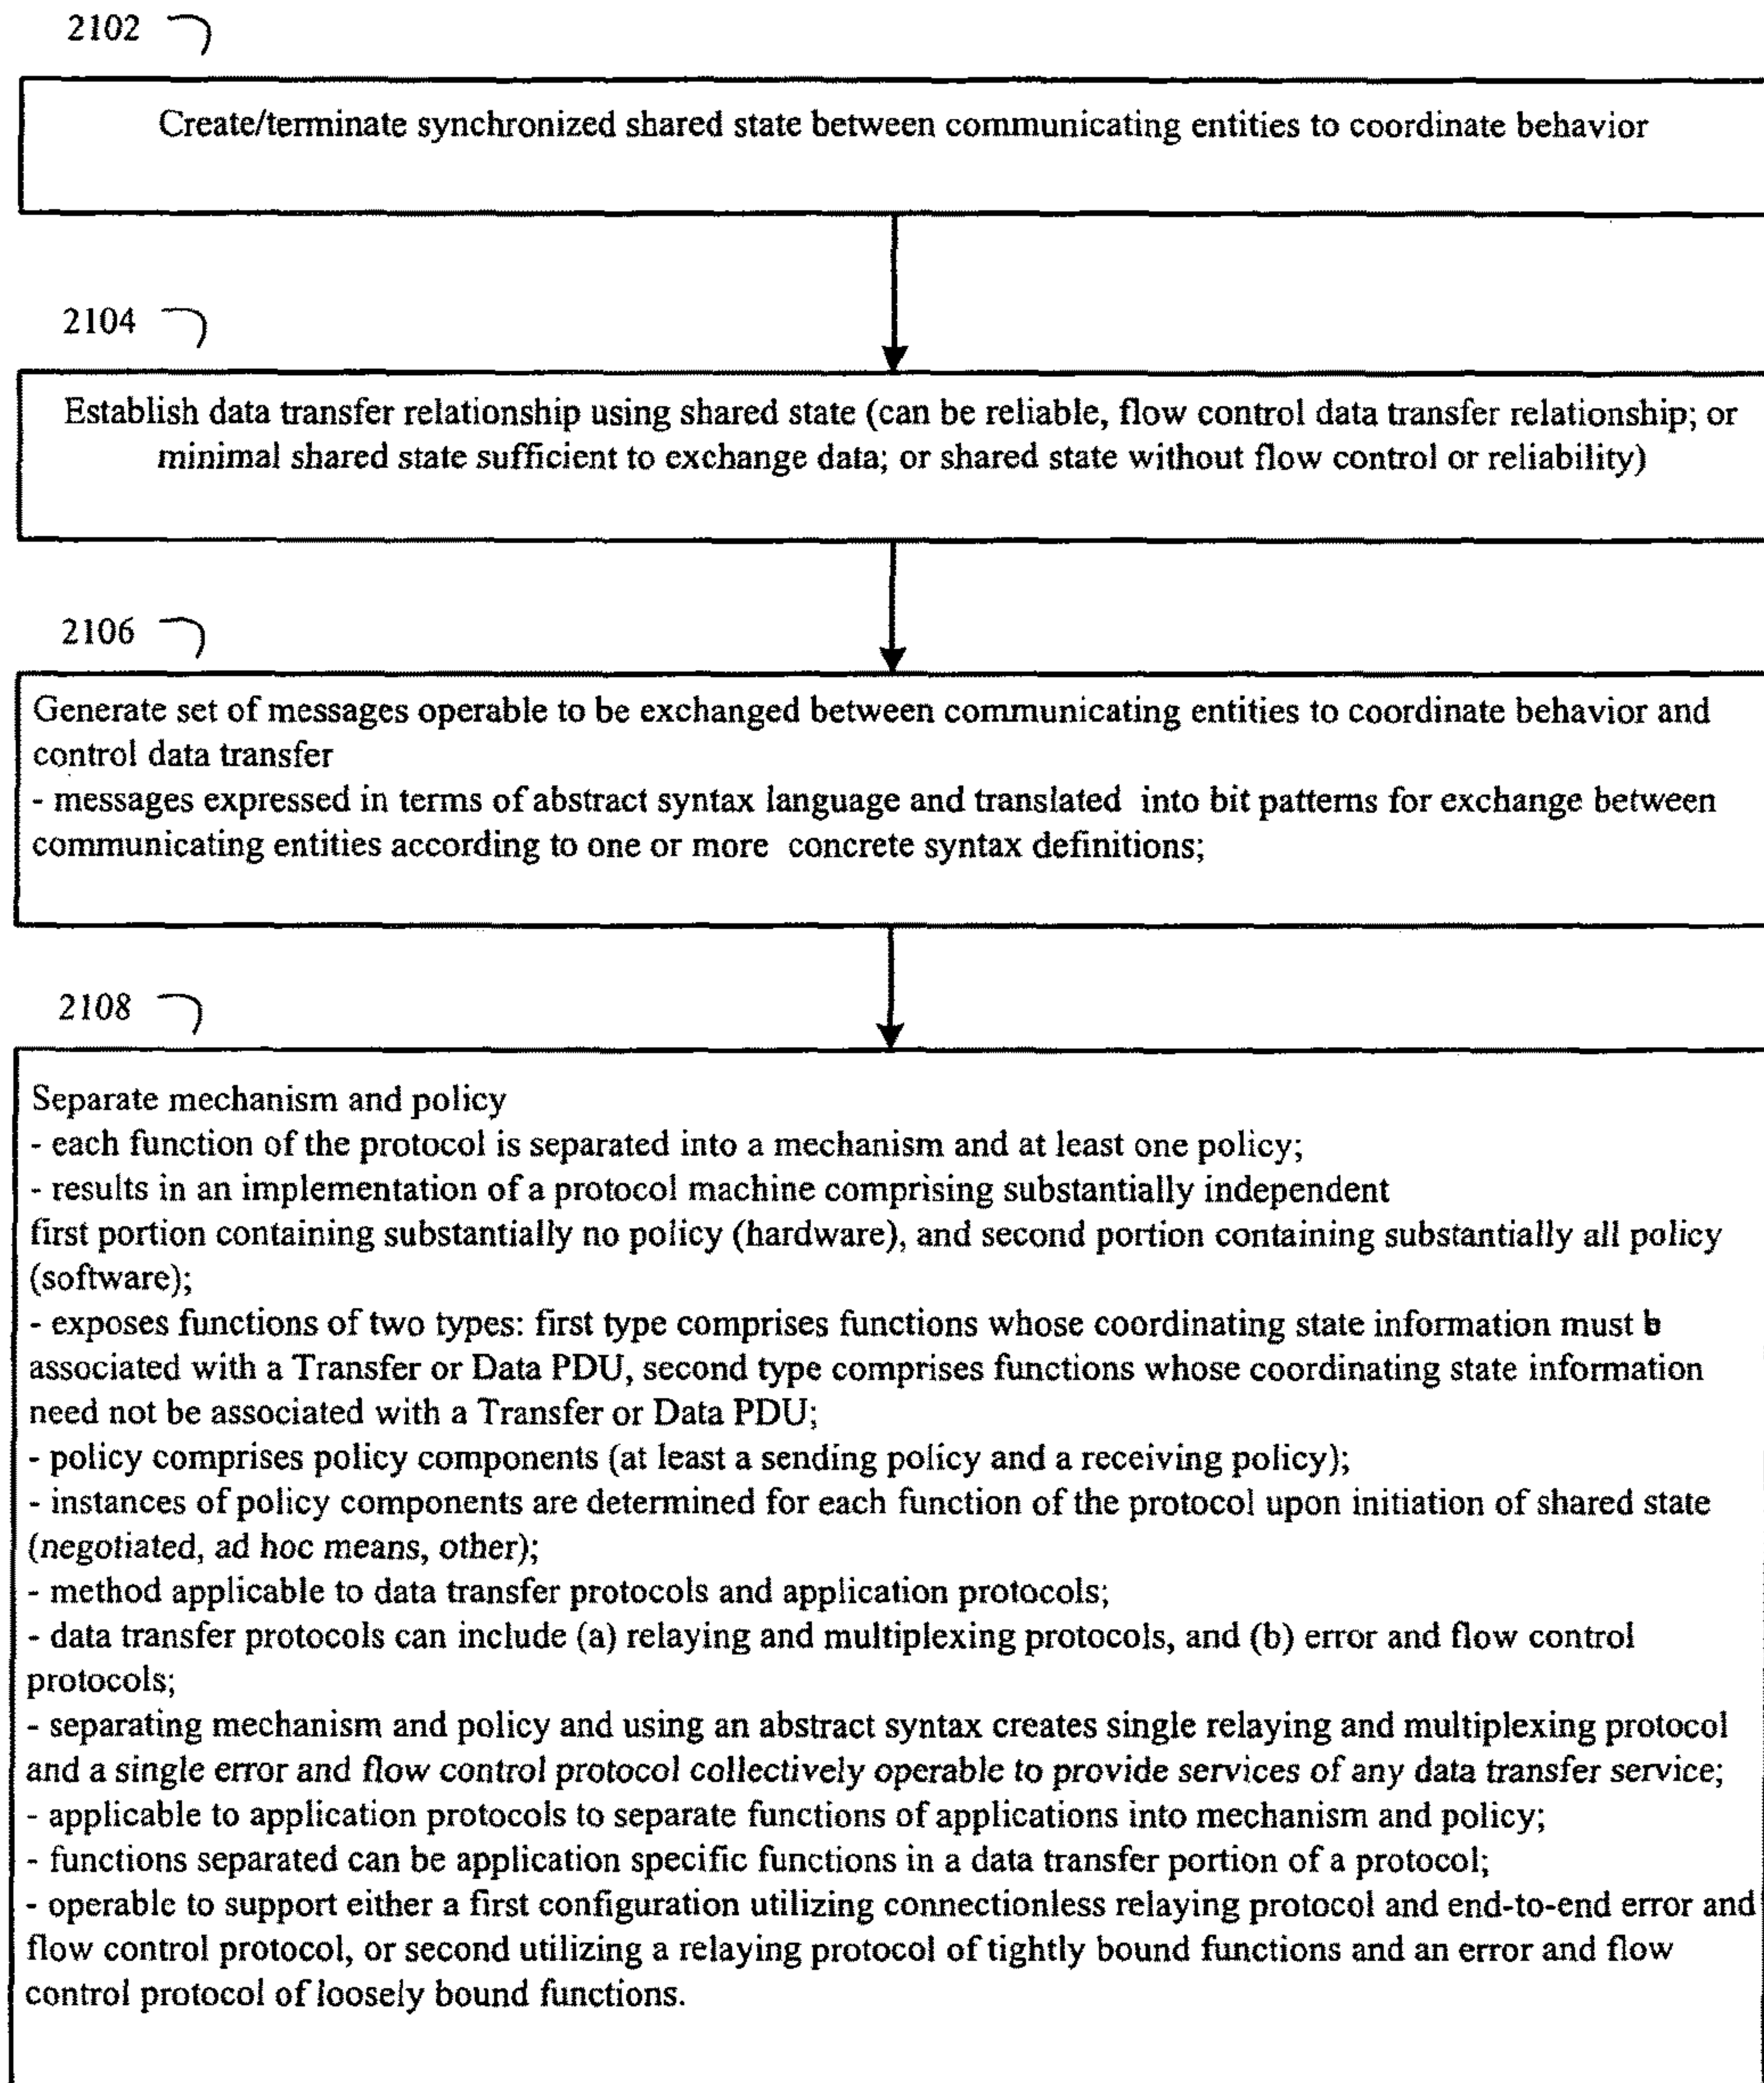 2102
Create/terminate synchronized shared state between communicating entities to coordinate behavior
2104
Establish data transfer relationship using shared state (can be reliable, flow control data transfer relationship; or
minimal shared state sufficient to exchange data; or shared state without flow control or reliability)
2106
Generate set of messages operable to be exchanged between communicating entities to coordinate behavior and
control data transfer
- messages expressed in terms of abstract syntax language and translated into bit patterns for exchange between
communicating entities according to one or more concrete syntax definitions;
2108
Separate mechanism and policy
- each function of the protocol is separated into a mechanism and at least one policy;
- results in an implementation of a protocol machine comprising substantially independent
first portion containing substantially no policy (hardware), and second portion containing substantially all policy
(software);
- exposes functions of two types: first type comprises functions whose coordinating state information must b
associated with a Transfer or Data PDU, second type comprises functions whose coordinating state information
need not be associated with a Transfer or Data PDU;
- policy comprises policy components (at least a sending policy and a receiving policy);
- instances of policy components are determined for each function of the protocol upon initiation of shared state
(negotiated, ad hoc means, other);
- method applicable to data transfer protocols and application protocols;
- data transfer protocols can include (a) relaying and multiplexing protocols, and (b) error and flow control
protocols;
- separating mechanism and policy and using an abstract syntax creates single relaying and multiplexing protocol
and a single error and flow control protocol collectively operable to provide services of any data transfer service;
- applicable to application protocols to separate functions of applications into mechanism and policy;
- functions separated can be application specific functions in a data transfer portion of a protocol;
- operable to support either a first configuration utilizing connectionless relaying protocol and end-to-end error and
flow control protocol, or second utilizing a relaying protocol of tightly bound functions and an error and flow
control protocol of loosely bound functions.